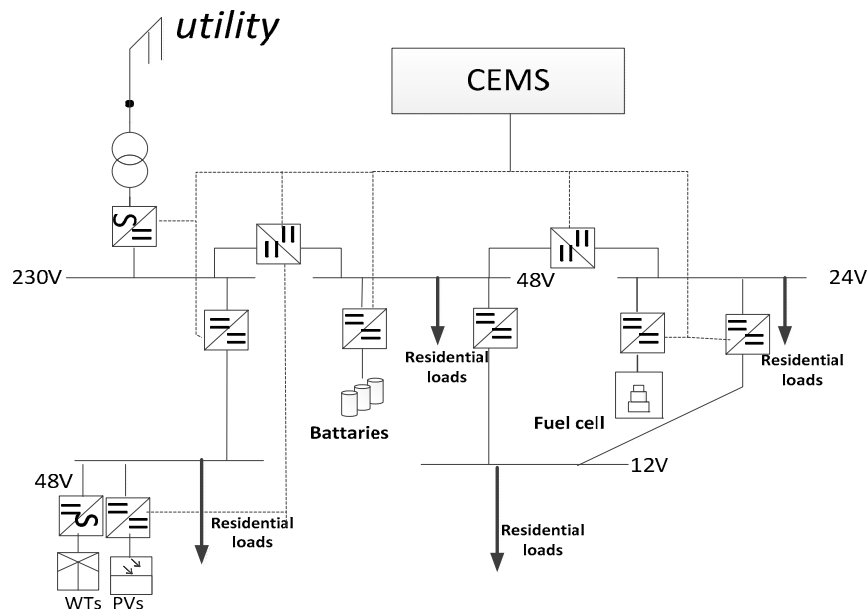 utility
CEMS
230V
48V
24V
Residential
loads
Residential
loads
Battaries
Fuel cell
48V
12V
Residential
loads
Residential
loads
WTs
PVs